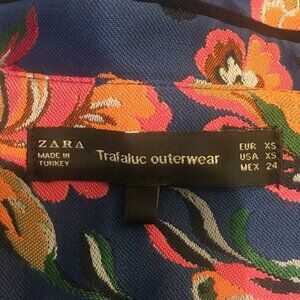 ZARA
MADE IN
TURKEY
Trafaluc outerwear
EUR XS
USA XS
MEX 24